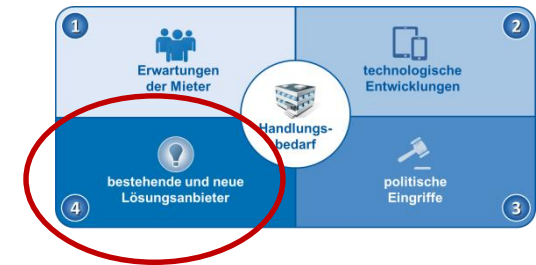 1
Erwartungen
der Mieter
2
technologische
Entwicklungen
Handlungs-
bedarf
4
bestehende und neue
Lösungsanbieter
politische
Eingriffe
3